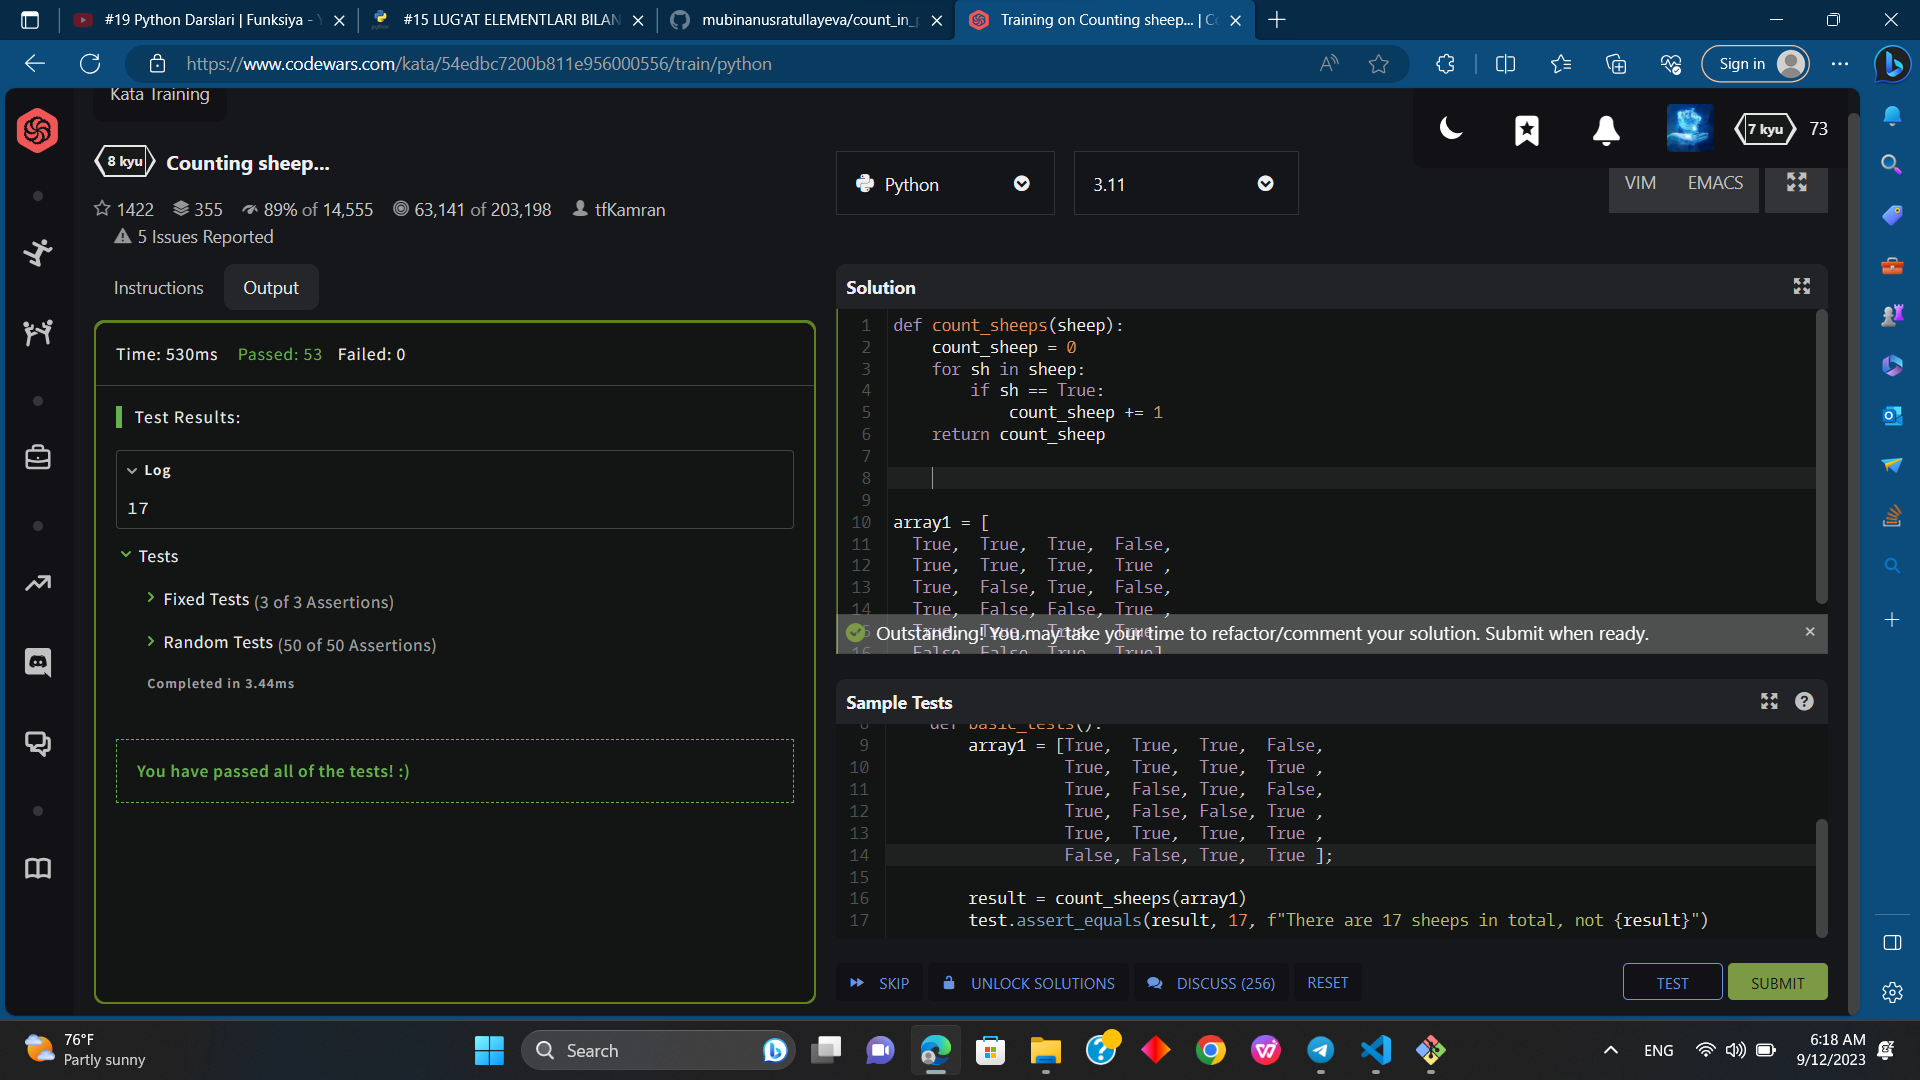 #19 Python Darslari | Funksiya -
#15 LUG'AT ELEMENTLARI BILAN
mubinanusratullayeva/count_in_
Training on Counting sheep... | C
https://www.codewars.com/kata/54edbc7200b811e956000556/train/python
Sign in
Kata Training
7 kyu
73
8 kyu
Counting sheep...
1422
355
89% of 14,555
63,141 of 203,198
tfKamran
5 Issues Reported
Python
3.11
VIM
EMACS
Instructions
Output
Time: 530ms Passed: 53 Failed: 0
Test Results:
Log
17
Tests
Fixed Tests (3 of 3 Assertions)
Random Tests (50 of 50 Assertions)
Completed in 3.44ms
You have passed all of the tests! :)
Solution
1 def count_sheeps(sheep):
2 count_sheep = 0
3 for sh in sheep:
4 if sh == True:
5 count_sheep += 1
6 return count_sheep
7
8
9
10 array1 = [
11 True, True, True, False,
12 True, True, True, True ,
13 True, False, True, False,
14 True, False, False, True ,
Outstanding! You may take your time to refactor/comment your solution. Submit when ready.
16 False, False, True, True]
Sample Tests
8 def basic_tests():
9 array1 = [True, True, True, False,
10 True, True, True, True ,
11 True, False, True, False,
12 True, False, False, True ,
13 True, True, True, True ,
14 False, False, True, True ];
15
16 result = count_sheeps(array1)
17 test.assert_equals(result, 17, f"There are 17 sheeps in total, not {result}")
SKIP
UNLOCK SOLUTIONS
DISCUSS (256)
RESET
TEST
SUBMIT
76°F
Partly sunny
Search
ENG
6:18 AM
9/12/2023